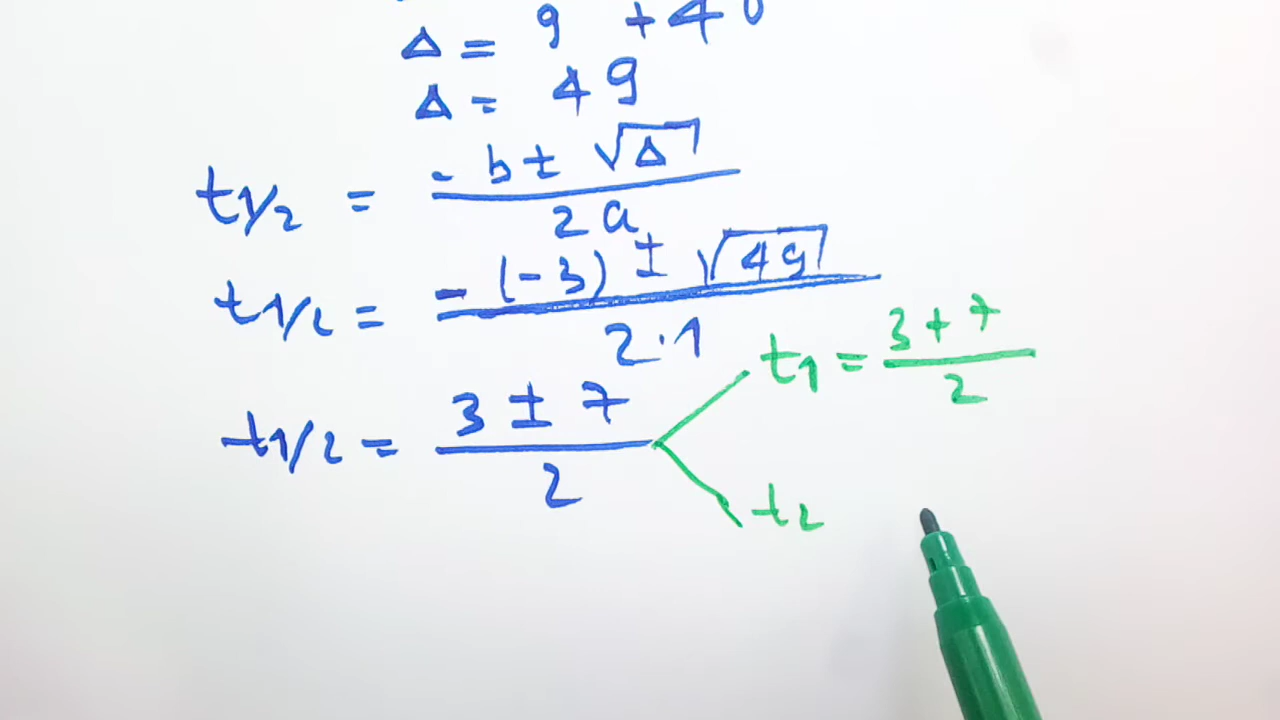 Δ = 9 + 40
Δ = 49
t1/2 = -b ± √Δ / 2a
t1/2 = -(-3) ± √49 / 2·1
t1/2 = 3 ± 7 / 2
t1 = 3 + 7 / 2
t2